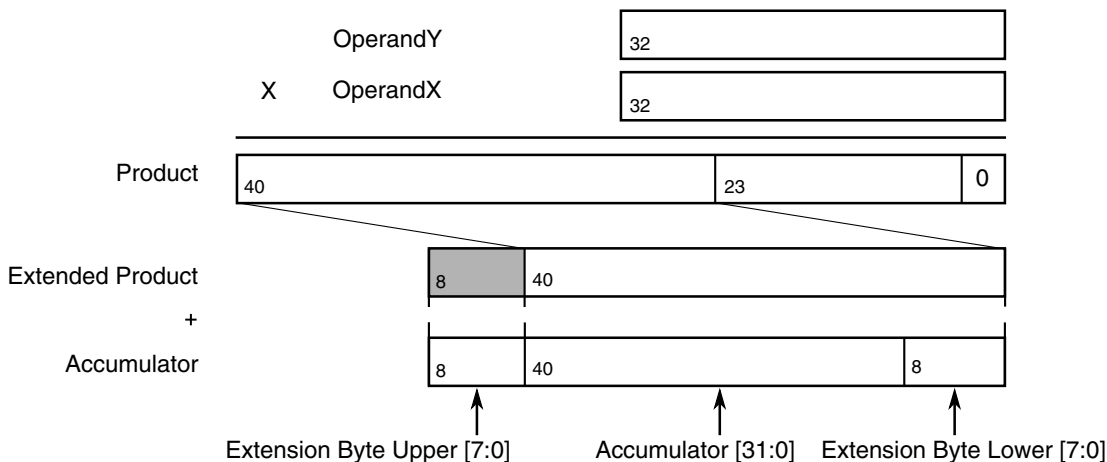 OperandY 32
X OperandX 32
Product 40 23 0
Extended Product 8 40
+
Accumulator 8 40 8
Extension Byte Upper [7:0] Accumulator [31:0] Extension Byte Lower [7:0]